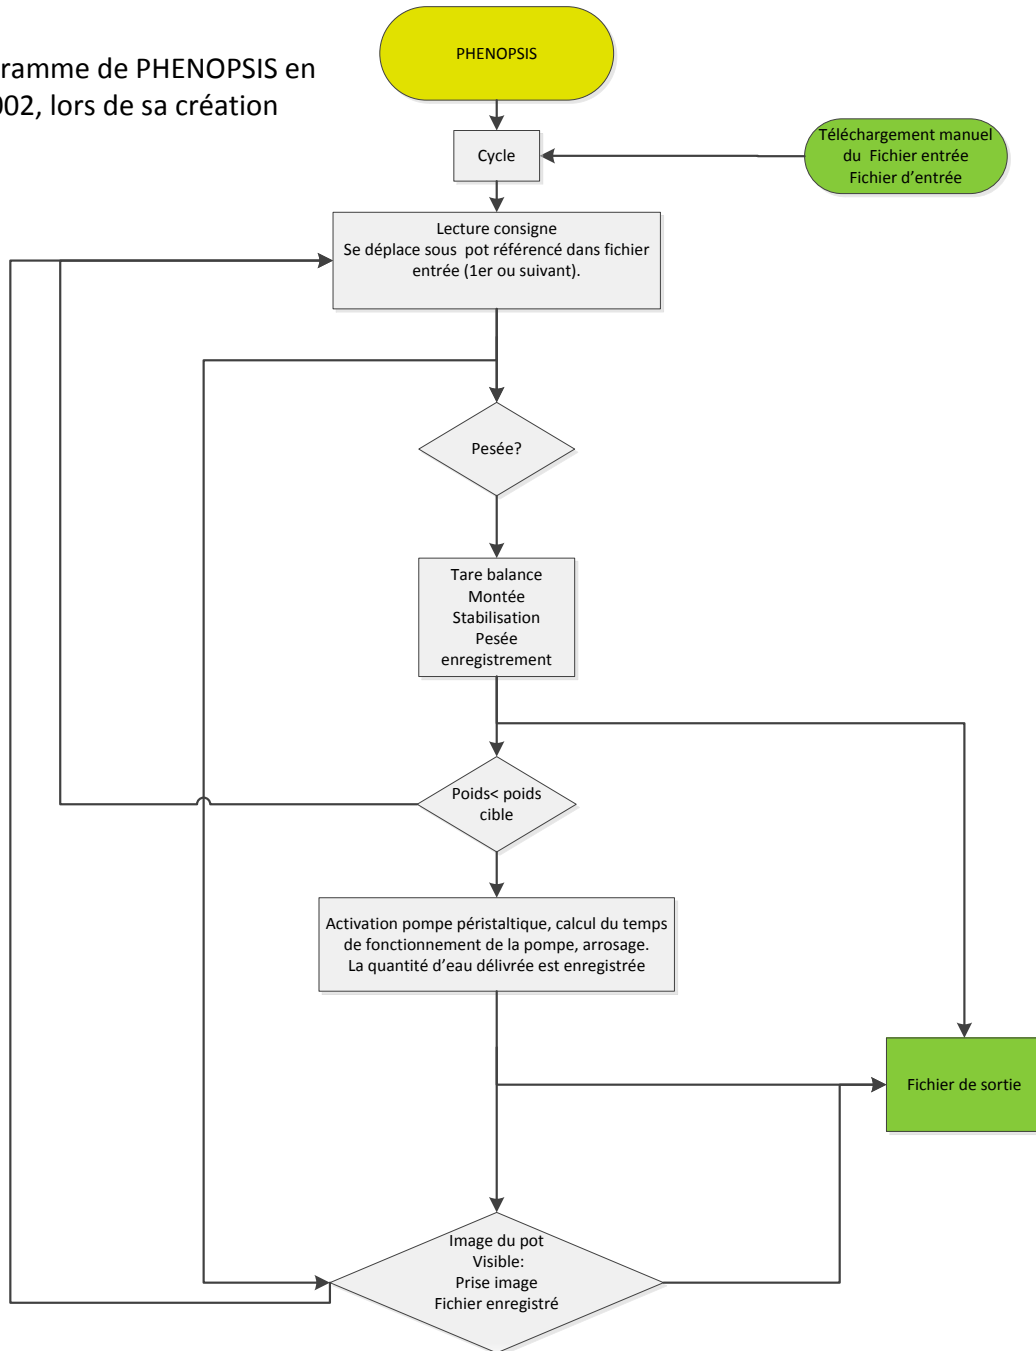 ramme de PHENOPSIS en
002, lors de sa création
PHENOPSIS
Cycle
Téléchargement manuel
du Fichier entrée
Fichier d'entrée
Lecture consigne
Se déplace sous pot référencé dans fichier
entrée (1er ou suivant).
Pesée?
Tare balance
Montée
Stabilisation
Pesée
enregistrement
Poids< poids
cible
Activation pompe péristaltique, calcul du temps
de fonctionnement de la pompe, arrosage.
La quantité d'eau délivrée est enregistrée
Fichier de sortie
Image du pot
Visible:
Prise image
Fichier enregistré